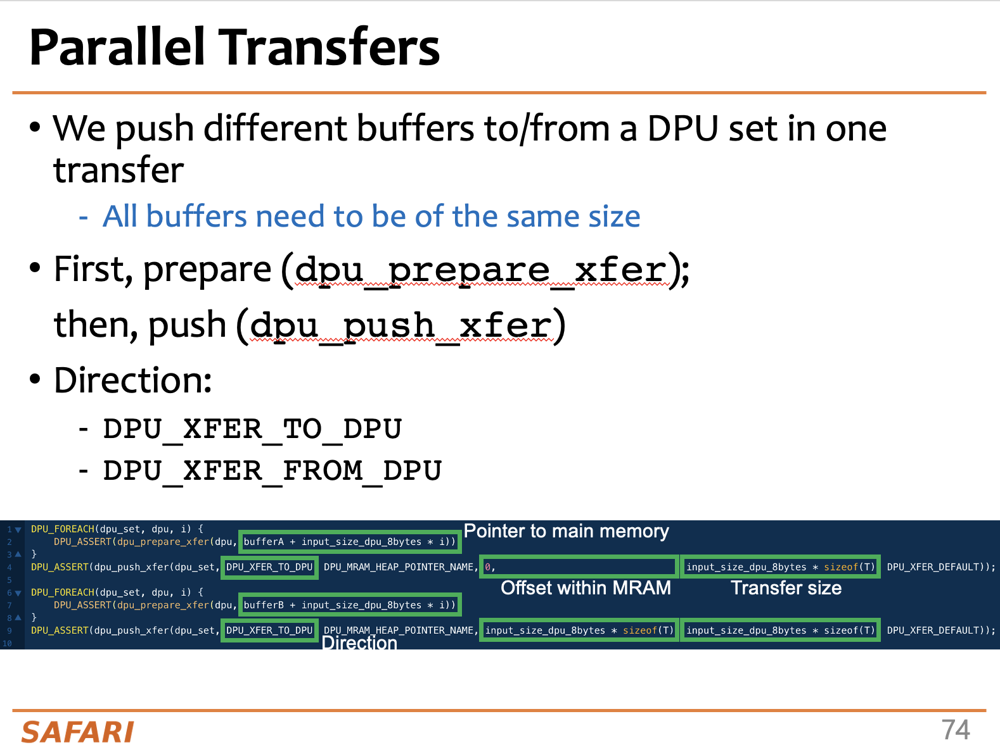 Parallel Transfers
• We push different buffers to/from a DPU set in one
transfer
- All buffers need to be of the same size
• First, prepare (dpu_prepare_xfer);
then, push (dpu_push_xfer)
• Direction:
- DPU_XFER_TO_DPU
- DPU_XFER_FROM_DPU
1 DPU_FOREACH(dpu_set, dpu, i) {
Pointer to main memory
2 DPU_ASSERT(dpu_prepare_xfer(dpu, bufferA + input_size_dpu_8bytes * i))
3 }
4 DPU_ASSERT(dpu_push_xfer(dpu_set, DPU_XFER_TO_DPU DPU_MRAM_HEAP_POINTER_NAME, 0, input_size_dpu_8bytes * sizeof(T) DPU_XFER_DEFAULT));
5
Offset within MRAM Transfer size
6 DPU_FOREACH(dpu_set, dpu, i) {
7 DPU_ASSERT(dpu_prepare_xfer(dpu, bufferB + input_size_dpu_8bytes * i))
8 }
9 DPU_ASSERT(dpu_push_xfer(dpu_set, DPU_XFER_TO_DPU DPU_MRAM_HEAP_POINTER_NAME, input_size_dpu_8bytes * sizeof(T) input_size_dpu_8bytes * sizeof(T) DPU_XFER_DEFAULT));
10
Direction
SAFARI
74